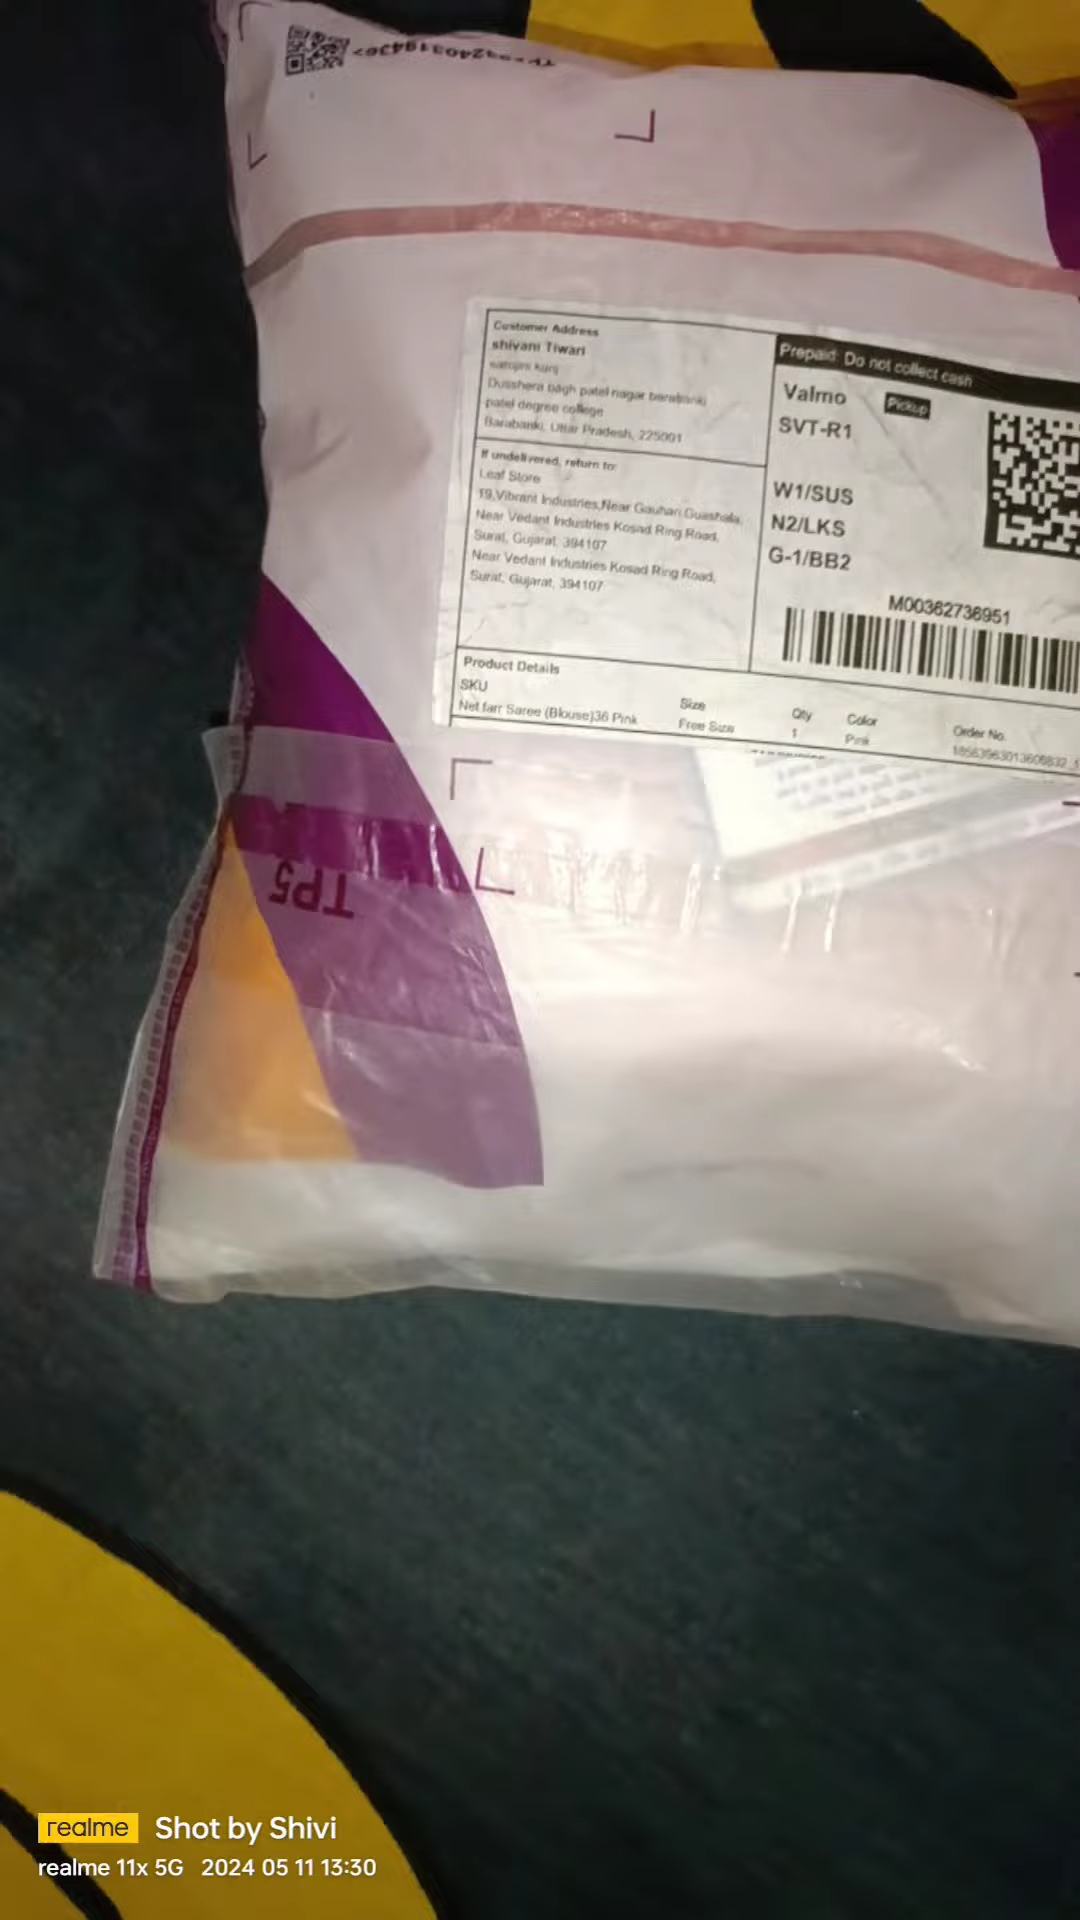 Customer Address
shivani Tiwari
sarojini kunj
Dusshera bagh patel nagar barabanki
patel degree college
Barabanki, Uttar Pradesh, 225001
If undelivered, return to:
Leaf Store
19,Vibrant Industries,Near Gauhari Guashala,
Near Vedant Industries Kosad Ring Road,
Surat, Gujarat, 394107
Near Vedant Industries Kosad Ring Road,
Surat, Gujarat, 394107
Prepaid: Do not collect cash
Valmo Pickup
SVT-R1
W1/SUS
N2/LKS
G-1/BB2
M00362736951
Product Details
SKU Size Qty Color Order No.
Net farr Saree (Blouse)36 Pink Free Size 1 Pink
TP5
realme Shot by Shivi
realme 11x 5G 2024 05 11 13:30